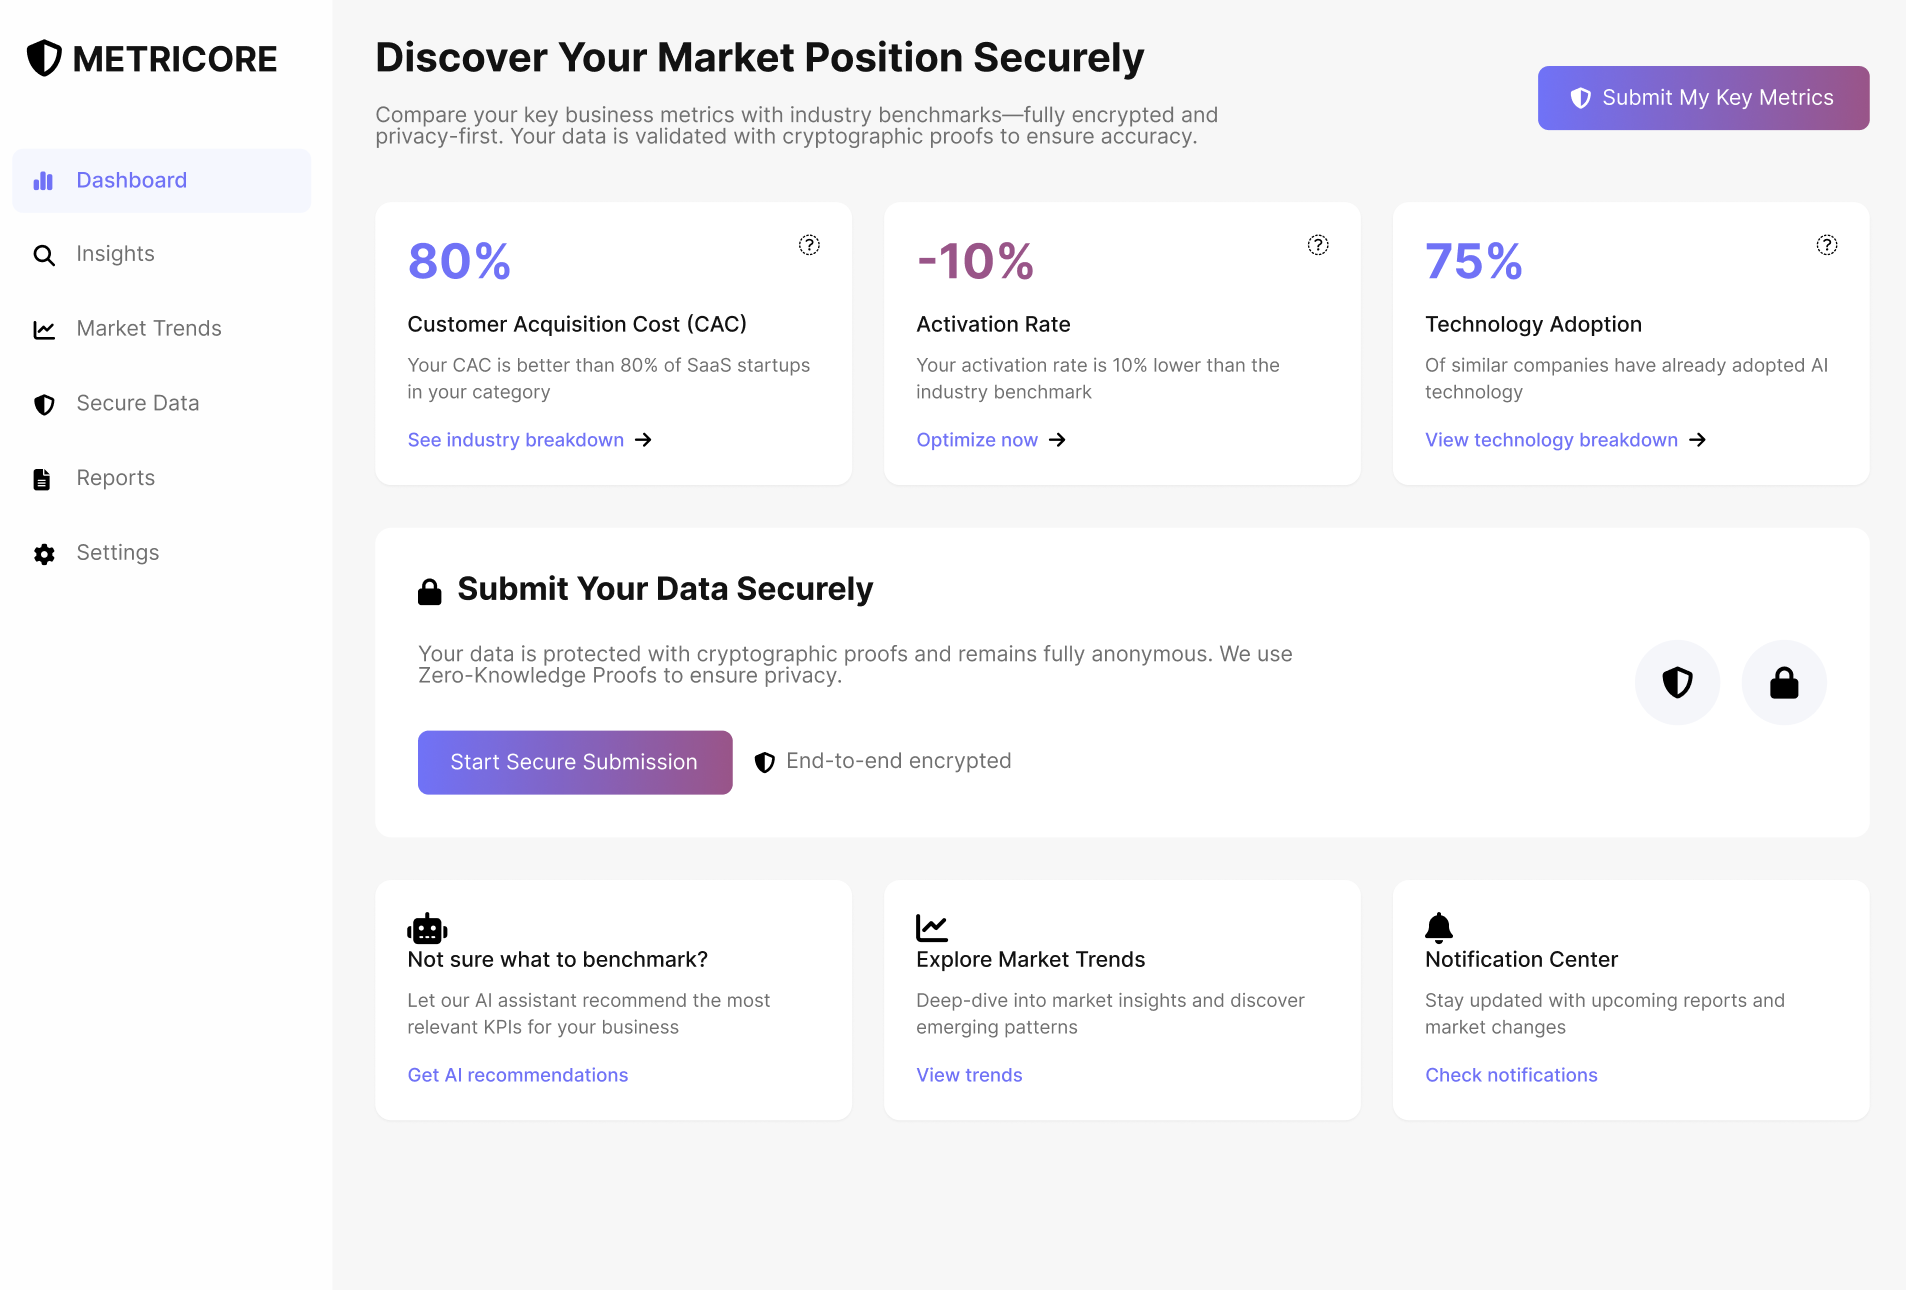 METRICORE
Dashboard
Insights
Market Trends
Secure Data
Reports
Settings
Discover Your Market Position Securely
Compare your key business metrics with industry benchmarks—fully encrypted and
privacy-first. Your data is validated with cryptographic proofs to ensure accuracy.
Submit My Key Metrics
80%
?
Customer Acquisition Cost (CAC)
Your CAC is better than 80% of SaaS startups
in your category
See industry breakdown
-10%
?
Activation Rate
Your activation rate is 10% lower than the
industry benchmark
Optimize now
75%
?
Technology Adoption
Of similar companies have already adopted AI
technology
View technology breakdown
Submit Your Data Securely
Your data is protected with cryptographic proofs and remains fully anonymous. We use
Zero-Knowledge Proofs to ensure privacy.
Start Secure Submission
End-to-end encrypted
Not sure what to benchmark?
Let our AI assistant recommend the most
relevant KPIs for your business
Get AI recommendations
Explore Market Trends
Deep-dive into market insights and discover
emerging patterns
View trends
Notification Center
Stay updated with upcoming reports and
market changes
Check notifications